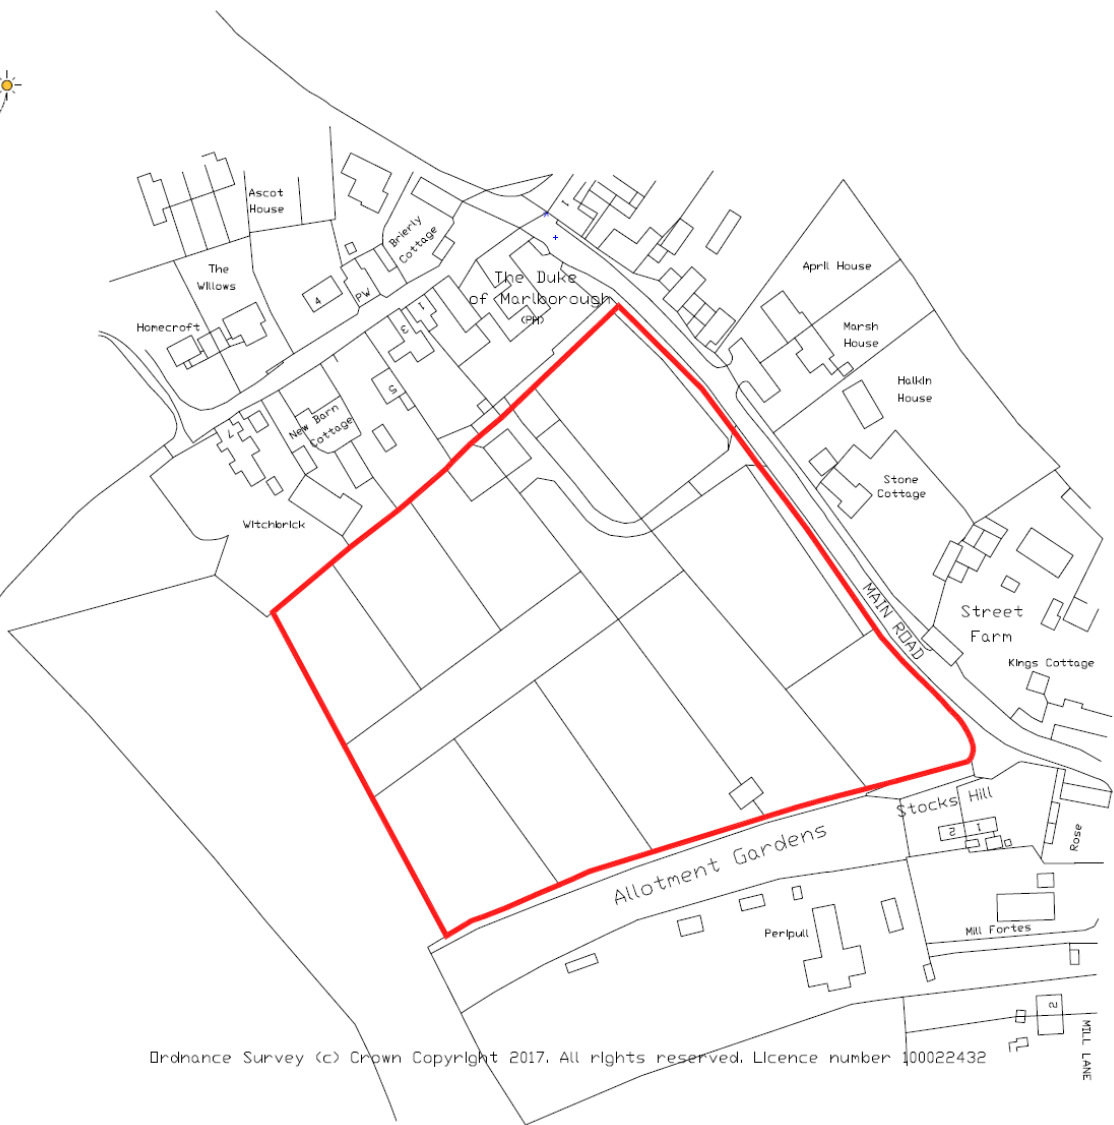 Ascot
House
Brierly
Cottage
The
Willows
4
PW
Homecroft
1
3
The Duke
of Marlborough
(PH)
1
April House
Marsh
House
Halkin
House
5
New Barn
Cottage
7
Stone
Cottage
Witchbrick
MAIN ROAD
Street
Farm
Kings Cottage
Stocks Hill
2 1
Rose
Allotment Gardens
Peripull
Mill Fortes
2
MILL LANE
Ordnance Survey (c) Crown Copyright 2017. All rights reserved. Licence number 100022432